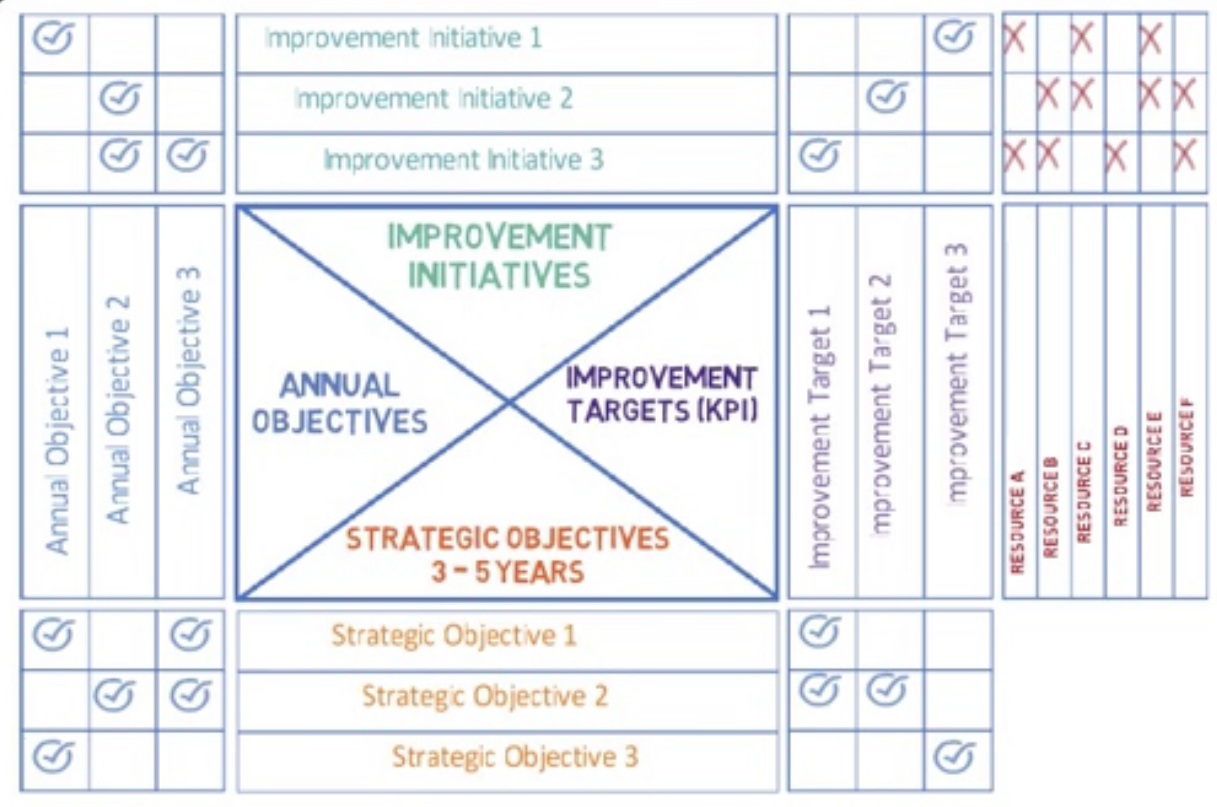 Improvement Initiative 1
Improvement Initiative 2
Improvement Initiative 3
Annual Objective 1
Annual Objective 2
Annual Objective 3
IMPROVEMENT
INITIATIVES
ANNUAL
OBJECTIVES
IMPROVEMENT
TARGETS (KPI)
STRATEGIC OBJECTIVES
3 – 5 YEARS
Improvement Target 1
Improvement Target 2
Improvement Target 3
RESOURCE A
RESOURCE B
RESOURCE C
RESOURCE D
RESOURCE E
RESOURCE F
Strategic Objective 1
Strategic Objective 2
Strategic Objective 3